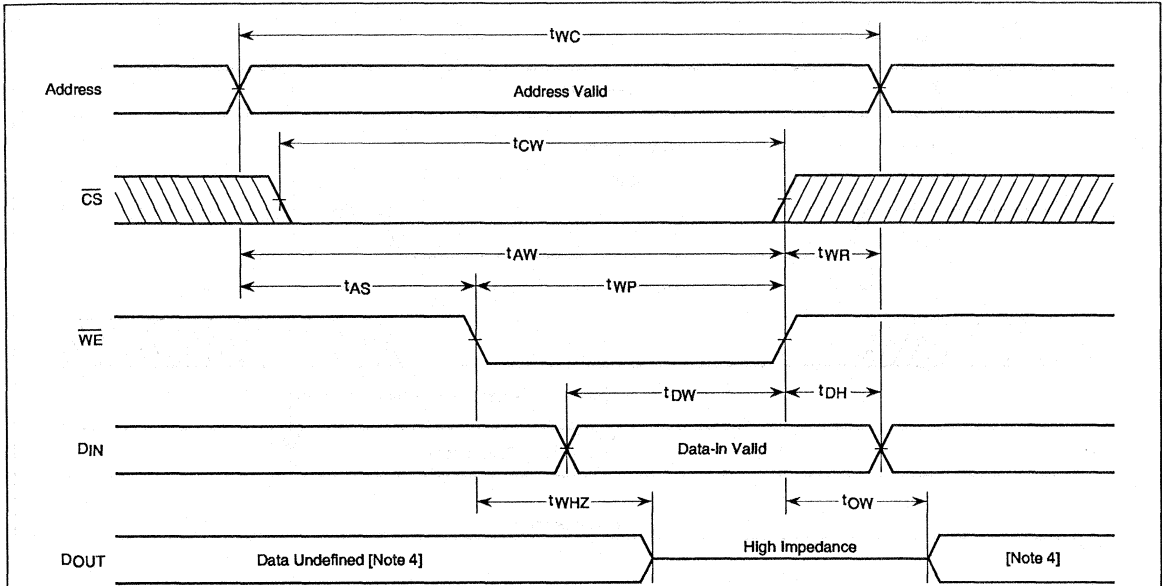 tWC
Address
Address Valid
tCW
CS
tAW
tWR
tAS
tWP
WE
tDW
tDH
DIN
Data-In Valid
tWHZ
tOW
DOUT
Data Undefined [Note 4]
High Impedance
[Note 4]